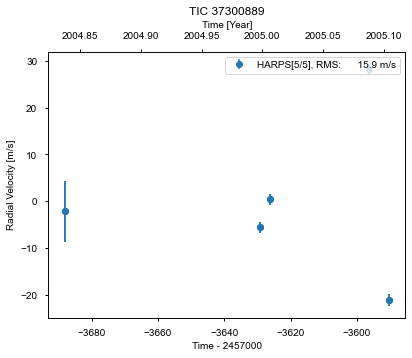 TIC 37300889
Time [Year]
2004.85 2004.90 2004.95 2005.00 2005.05 2005.10
HARPS[5/5], RMS: 15.9 m/s
30
20
10
0
−10
−20
Radial Velocity [m/s]
−3680 −3660 −3640 −3620 −3600
Time - 2457000